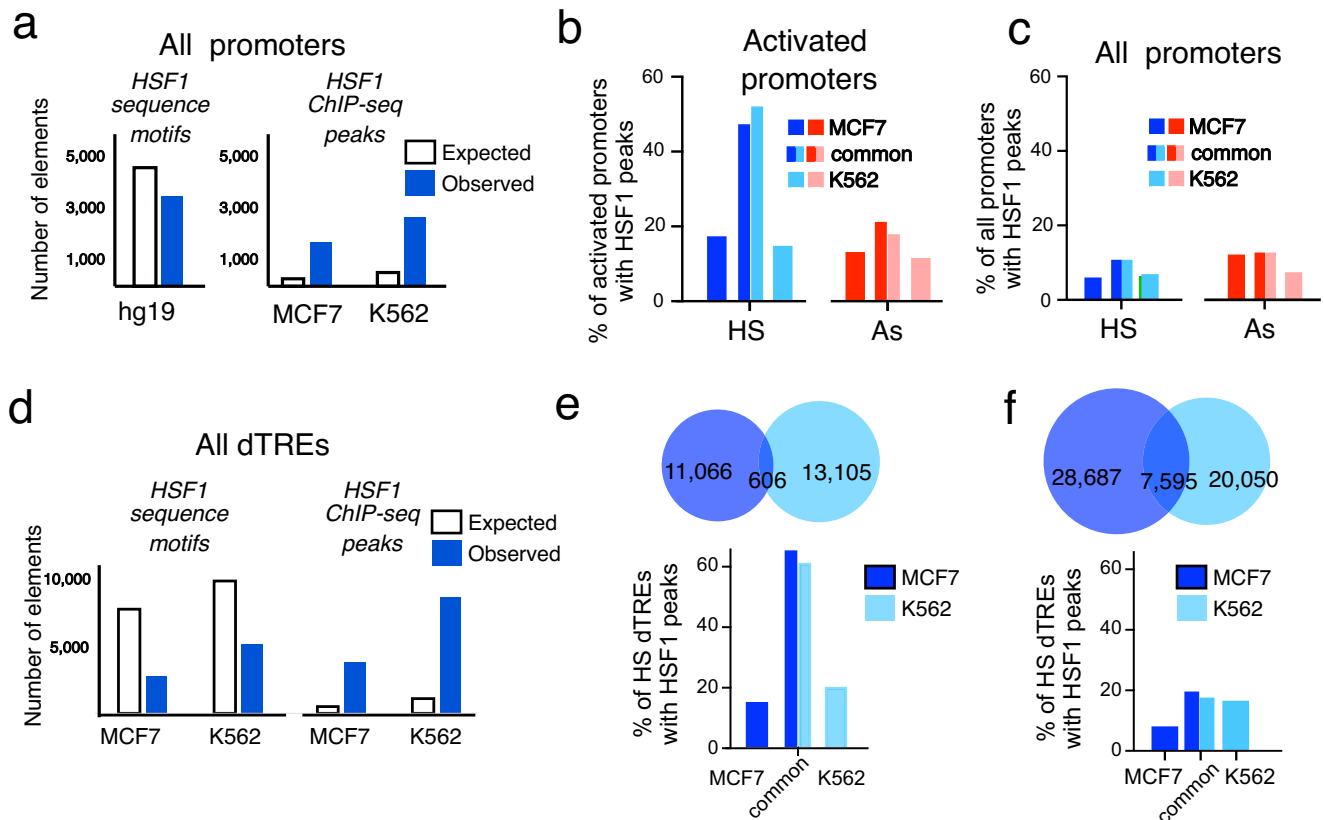 a
All promoters
HSF1
sequence
motifs
HSF1
ChIP-seq
peaks
Number of elements
5,000
3,000
1,000
5,000
3,000
1,000
Expected
Observed
hg19
MCF7
K562
b
Activated
promoters
% of activated promoters
with HSF1 peaks
60
40
20
0
MCF7
common
K562
HS
As
c
All promoters
% of all promoters
with HSF1 peaks
60
40
20
0
MCF7
common
K562
HS
As
d
All dTREs
HSF1
sequence
motifs
HSF1
ChIP-seq
peaks
Number of elements
10,000
5,000
Expected
Observed
MCF7
K562
MCF7
K562
e
11,066
606
13,105
% of HS dTREs
with HSF1 peaks
60
40
20
0
MCF7
K562
MCF7
common
K562
f
28,687
7,595
20,050
% of HS dTREs
with HSF1 peaks
60
40
20
0
MCF7
K562
MCF7
common
K562